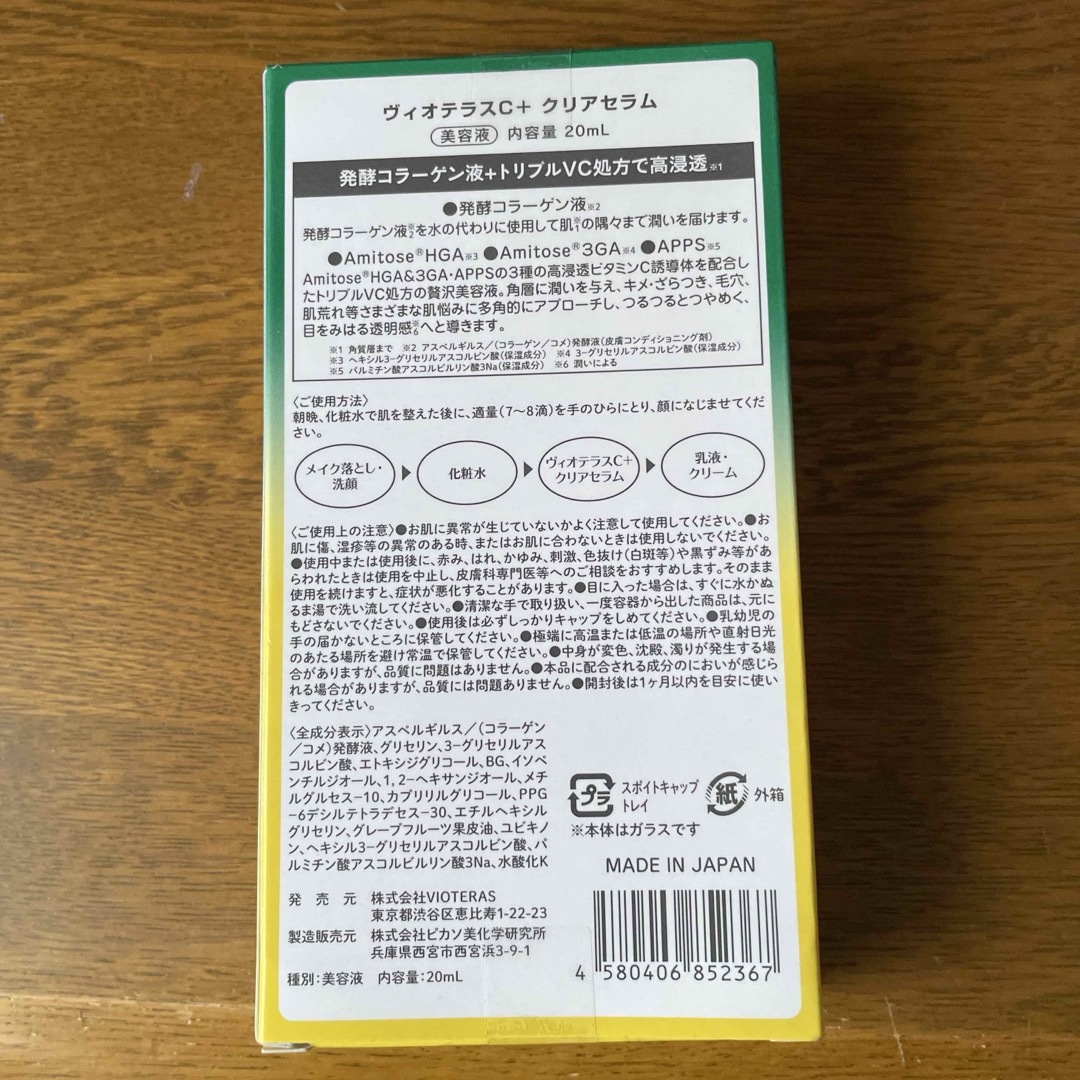 ヴィオテラスC+ クリアセラム
美容液 内容量 20mL
発酵コラーゲン液+トリプルVC処方で高浸透※1
●発酵コラーゲン液※2
発酵コラーゲン液※2を水の代わりに使用して肌※1の隅々まで潤いを届けます。
●Amitose®HGA※3 ●Amitose®3GA※4 ●APPS※5
Amitose®HGA&3GA・APPSの3種の高浸透ビタミンC誘導体を配合し
たトリプルVC処方の贅沢美容液。角層に潤いを与え、キメ・ざらつき、毛穴、
肌荒れ等さまざまな肌悩みに多角的にアプローチし、つるつるとつやめく、
目をみはる透明感※6へと導きます。
※1 角質層まで ※2 アスペルギルス/(コラーゲン/コメ)発酵液(皮膚コンディショニング剤)
※3 ヘキシル3-グリセリルアスコルビン酸(保湿成分) ※4 3-グリセリルアスコルビン酸(保湿成分)
※5 パルミチン酸アスコルビルリン酸3Na(保湿成分) ※6 潤いによる
〈ご使用方法〉
朝晩、化粧水で肌を整えた後に、適量(7~8滴)を手のひらにとり、顔になじませてくだ
さい。
メイク落とし・
洗顔
化粧水
ヴィオテラスC+
クリアセラム
乳液・
クリーム
〈ご使用上の注意〉●お肌に異常が生じていないかよく注意して使用してください。●お
肌に傷、湿疹等の異常のある時、またはお肌に合わないときは使用しないでください。
●使用中または使用後に、赤み、はれ、かゆみ、刺激、色抜け(白斑等)や黒ずみ等があ
らわれたときは使用を中止し、皮膚科専門医等へのご相談をおすすめします。そのまま
使用を続けますと、症状が悪化することがあります。●目に入った場合は、すぐに水かぬ
るま湯で洗い流してください。●清潔な手で取り扱い、一度容器から出した商品は、元に
もどさないでください。●使用後は必ずしっかりキャップをしめてください。●乳幼児の
手の届かないところに保管してください。●極端に高温または低温の場所や直射日光
のあたる場所を避け常温で保管してください。●中身が変色、沈殿、濁りが発生する場
合がありますが、品質に問題はありません。●本品に配合される成分のにおいが感じら
れる場合がありますが、品質には問題ありません。●開封後は1ヶ月以内を目安に使い
きってください。
〈全成分表示〉アスペルギルス/(コラーゲン
/コメ)発酵液、グリセリン、3-グリセリルアス
コルビン酸、エトキシジグリコール、BG、イソペ
ンチルジオール、1,2-ヘキサンジオール、メチ
ルグルセス-10、カプリリルグリコール、PPG
-6デシルテトラデセス-30、エチルヘキシル
グリセリン、グレープフルーツ果皮油、ユビキノ
ン、ヘキシル3-グリセリルアスコルビン酸、パル
ミチン酸アスコルビルリン酸3Na、水酸化K
プラ
スポイトキャップ
トレイ
紙
外箱
※本体はガラスです
MADE IN JAPAN
発売元 株式会社VIOTERAS
東京都渋谷区恵比寿1-22-23
製造販売元 株式会社ピカソ美化学研究所
兵庫県西宮市西宮浜3-9-1
種別:美容液 内容量:20mL
4 580406 852367